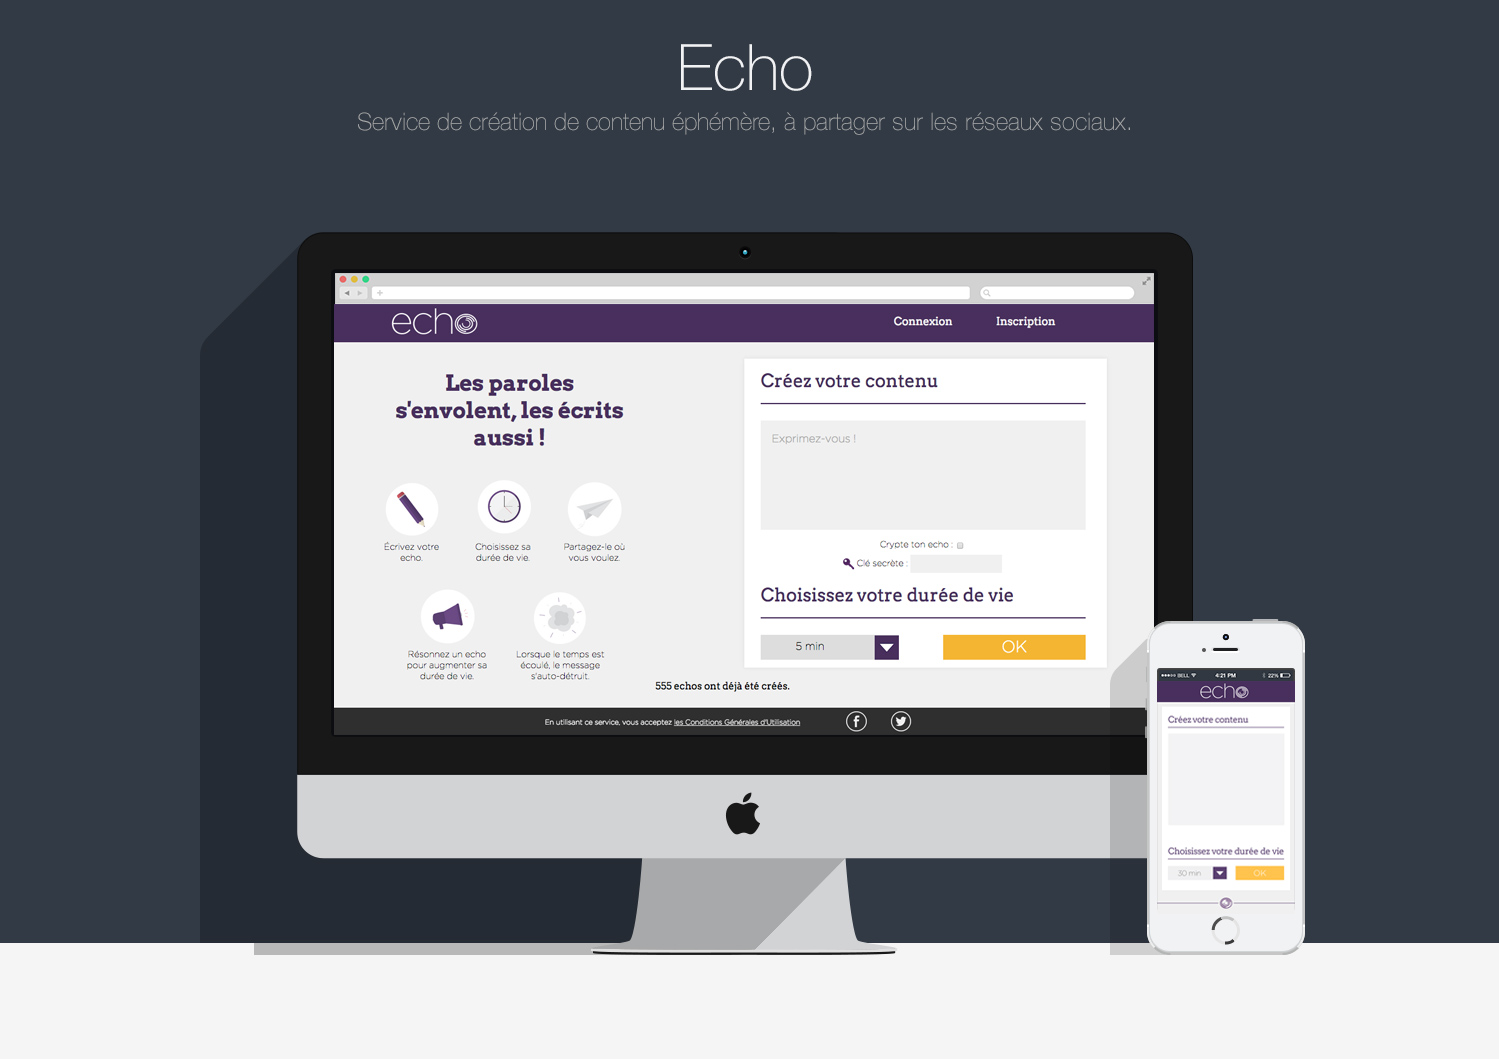 Echo
Service de création de contenu éphémère, à partager sur les réseaux sociaux.
echo
Connexion
Inscription
Les paroles
s'envolent, les écrits
aussi !
Écrivez votre
echo.
Choisissez sa
durée de vie.
Partagez-le où
vous voulez.
Résonnez un echo
pour augmenter sa
durée de vie.
Lorsque le temps est
écoulé, le message
s'auto-détruit.
Créez votre contenu
Exprimez-vous !
Crypte ton echo :
Clé secrète :
Choisissez votre durée de vie
5 min
OK
555 echos ont déjà été créés.
En utilisant ce service, vous acceptez les Conditions Générales d'Utilisation
BELL 4:21 PM 22%
echo
Créez votre contenu
Choisissez votre durée de vie
30 min
OK